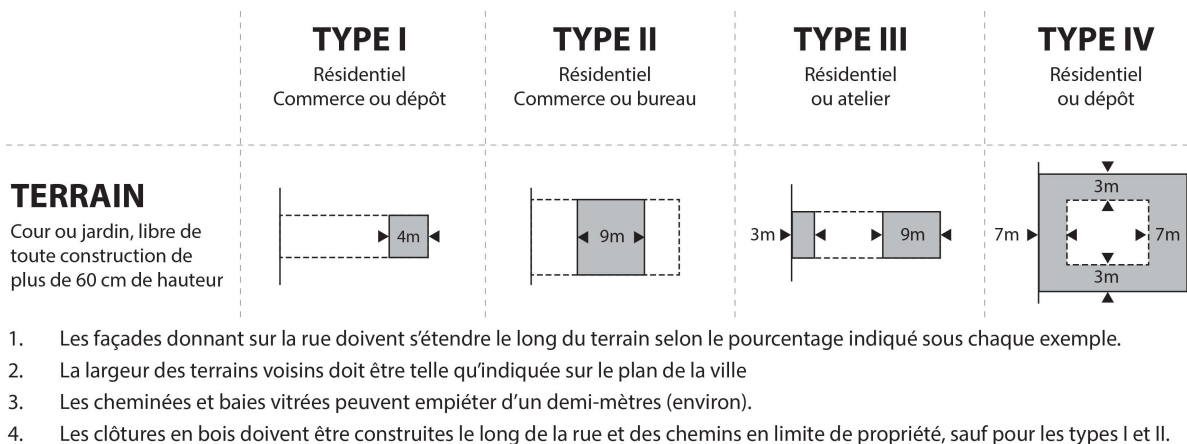 TYPE I
Résidentiel
Commerce ou dépôt
TYPE II
Résidentiel
Commerce ou bureau
TYPE III
Résidentiel
ou atelier
TYPE IV
Résidentiel
ou dépôt
TERRAIN
Cour ou jardin, libre de
toute construction de
plus de 60 cm de hauteur
4m
9m
3m
9m
3m
7m
7m
3m
1. Les façades donnant sur la rue doivent s’étendre le long du terrain selon le pourcentage indiqué sous chaque exemple.
2. La largeur des terrains voisins doit être telle qu’indiquée sur le plan de la ville
3. Les cheminées et baies vitrées peuvent empiéter d’un demi-mètres (environ).
4. Les clôtures en bois doivent être construites le long de la rue et des chemins en limite de propriété, sauf pour les types I et II.